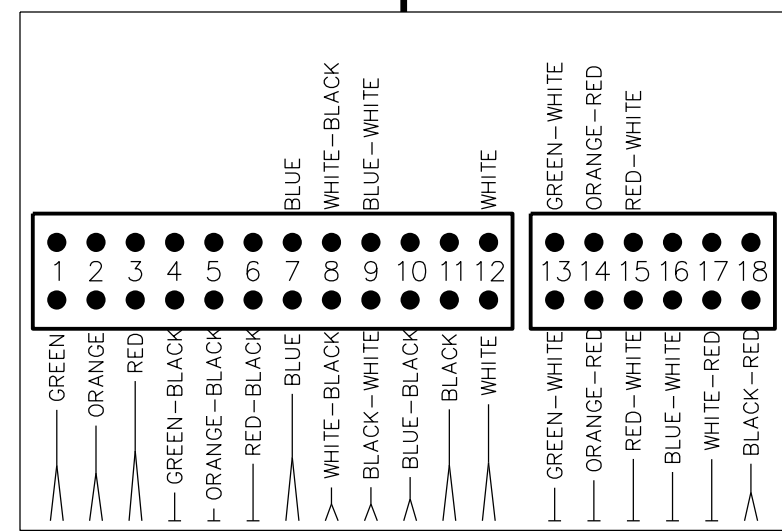 BLUE
WHITE-BLACK
BLUE-WHITE
WHITE
GREEN-WHITE
ORANGE-RED
RED-WHITE
1 2 3 4 5 6 7 8 9 10 11 12 13 14 15 16 17 18
GREEN
ORANGE
RED
GREEN-BLACK
ORANGE-BLACK
RED-BLACK
BLUE
WHITE-BLACK
BLACK-WHITE
BLUE-BLACK
BLACK
WHITE
GREEN-WHITE
ORANGE-RED
RED-WHITE
BLUE-WHITE
WHITE-RED
BLACK-RED